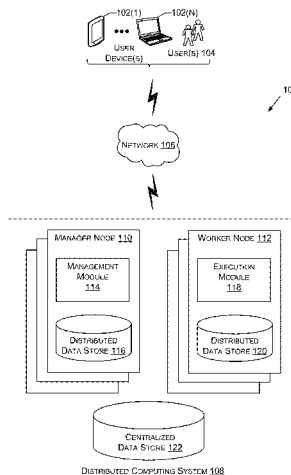 102(1)
102(N)
USER DEVICE(S)
USER(S) 104
10
NETWORK 106
MANAGER NODE 110
WORKER NODE 112
MANAGEMENT
MODULE
114
EXECUTION
MODULE
118
DISTRIBUTED
DATA STORE 116
DISTRIBUTED
DATA STORE 120
CENTRALIZED
DATA STORE 122
DISTRIBUTED COMPUTING SYSTEM 108